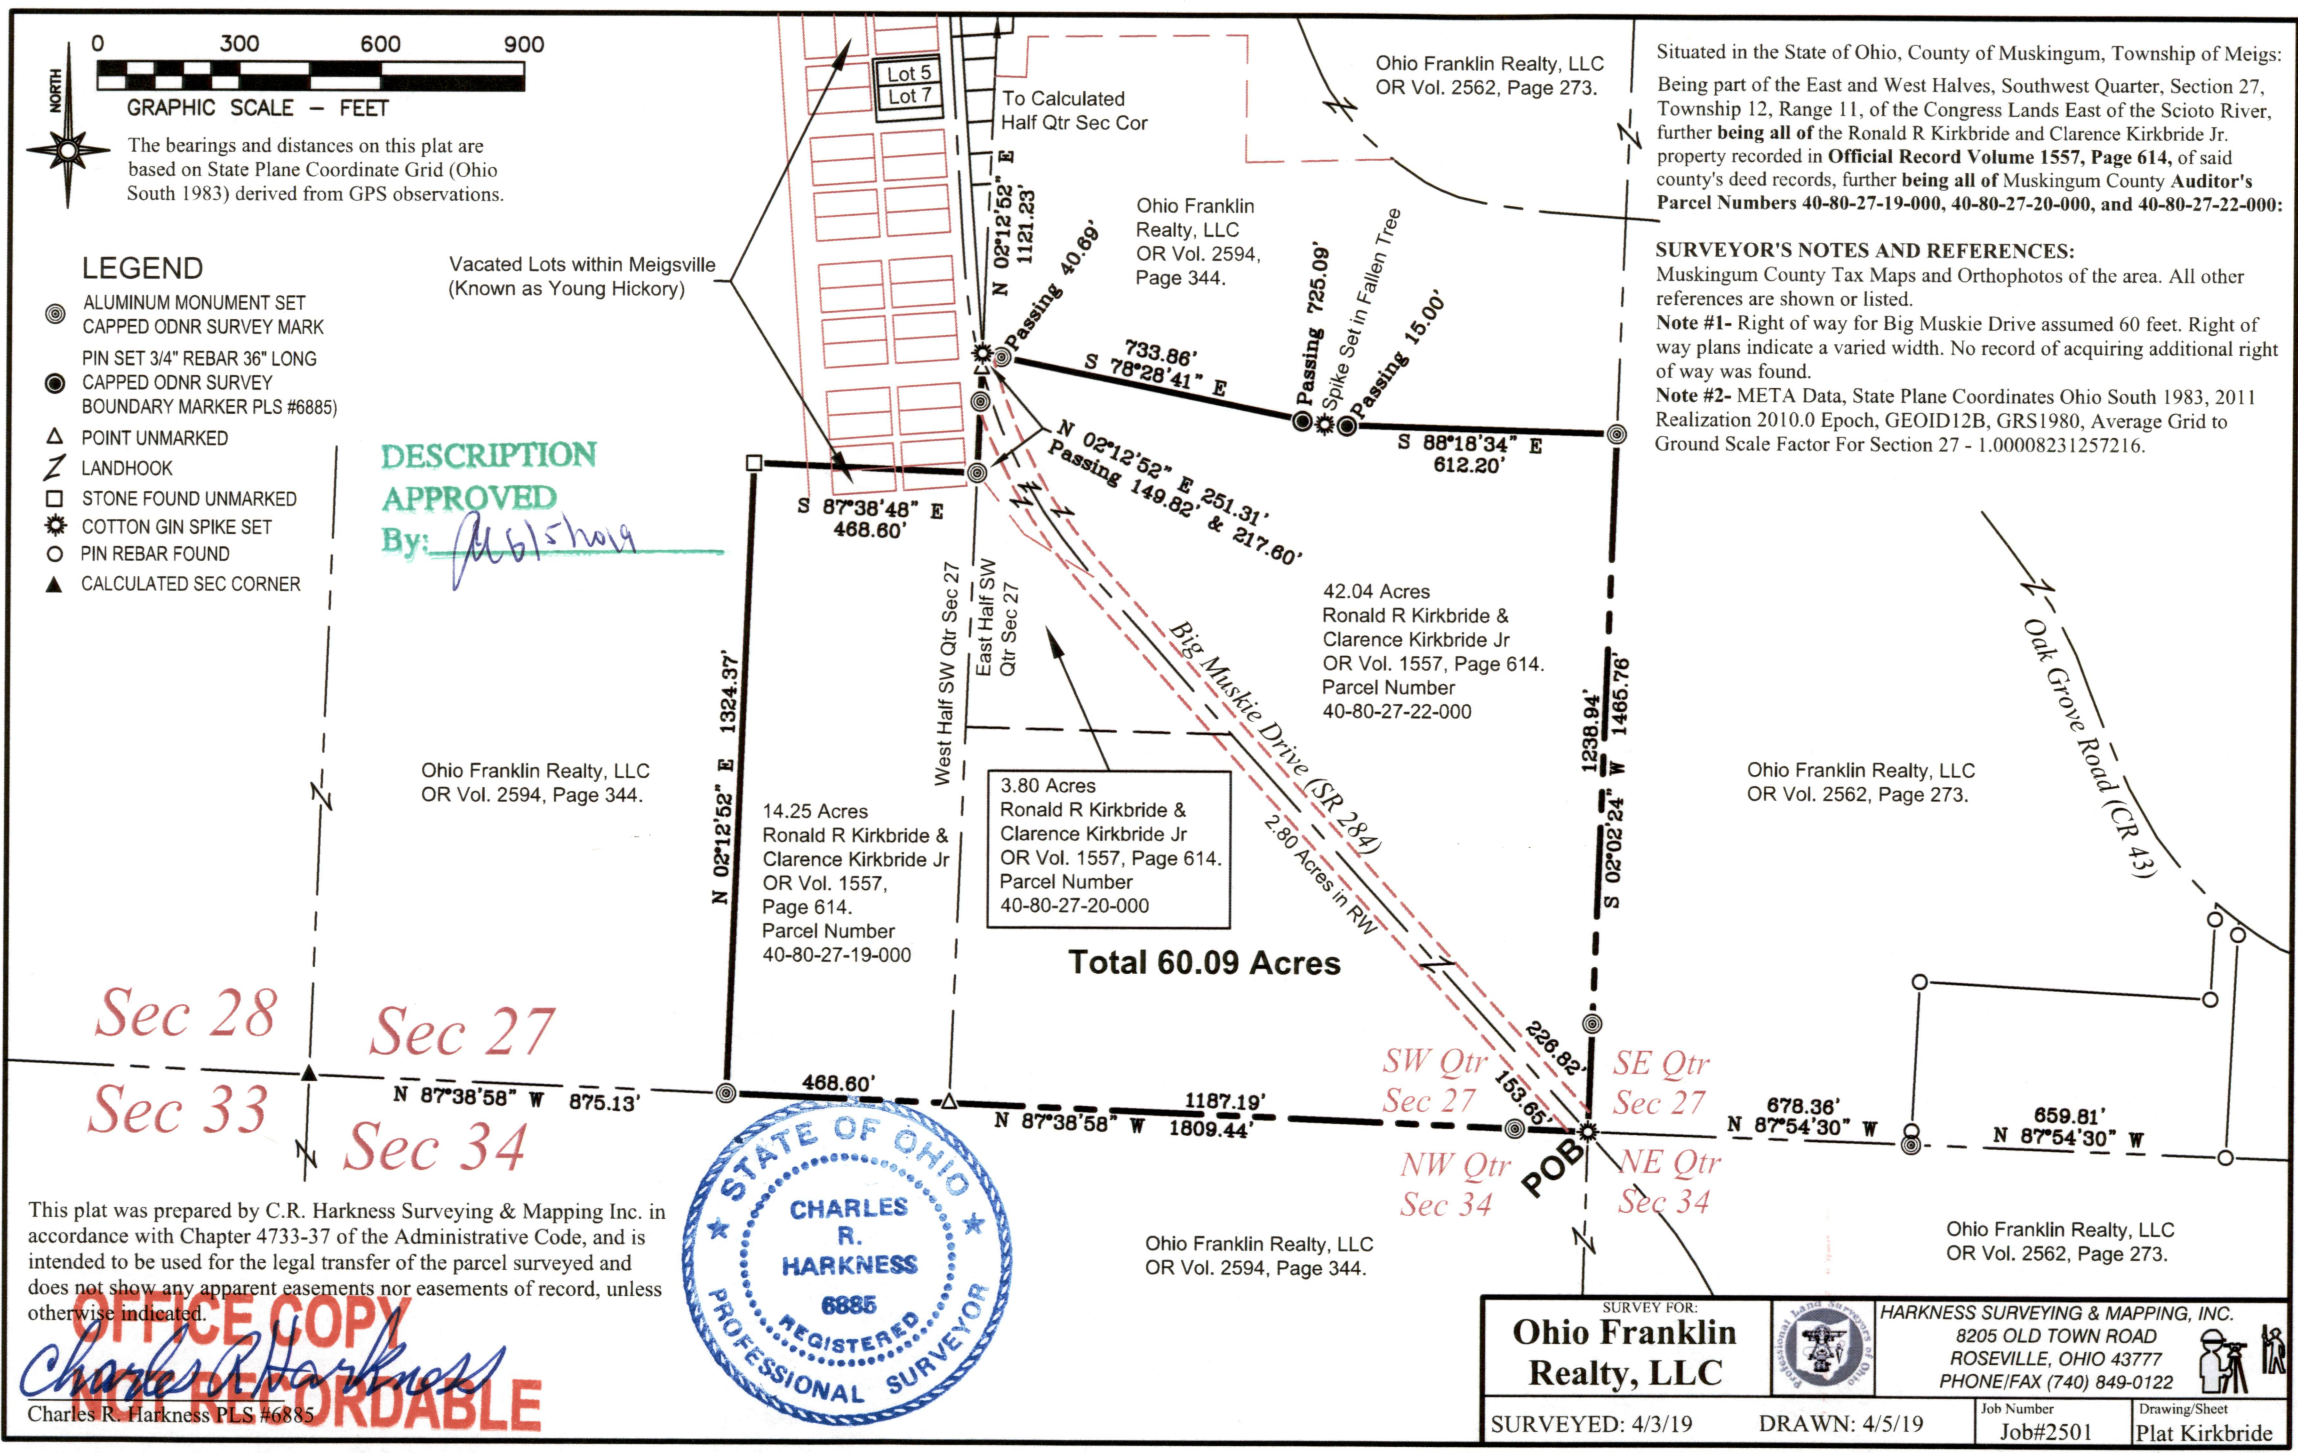 0 300 600 900
GRAPHIC SCALE – FEET
NORTH
The bearings and distances on this plat are
based on State Plane Coordinate Grid (Ohio
South 1983) derived from GPS observations.
LEGEND
ALUMINUM MONUMENT SET
CAPPED ODNR SURVEY MARK
PIN SET 3/4" REBAR 36" LONG
CAPPED ODNR SURVEY
BOUNDARY MARKER PLS #6885)
POINT UNMARKED
LANDHOOK
STONE FOUND UNMARKED
COTTON GIN SPIKE SET
PIN REBAR FOUND
CALCULATED SEC CORNER
DESCRIPTION
APPROVED
By:
Vacated Lots within Meigsville
(Known as Young Hickory)
Lot 5
Lot 7
To Calculated
Half Qtr Sec Cor
N 02°12'52" E
1121.23'
Passing 40.69'
Ohio Franklin
Realty, LLC
OR Vol. 2594,
Page 344.
Ohio Franklin Realty, LLC
OR Vol. 2562, Page 273.
733.86'
S 78°28'41" E
Passing 725.09'
Spike Set in Fallen Tree
Passing 15.00'
S 88°18'34" E
612.20'
N 02°12'52" E 251.31'
Passing 149.82' & 217.60'
S 87°38'48" E
468.60'
Situated in the State of Ohio, County of Muskingum, Township of Meigs:
Being part of the East and West Halves, Southwest Quarter, Section 27,
Township 12, Range 11, of the Congress Lands East of the Scioto River,
further being all of the Ronald R Kirkbride and Clarence Kirkbride Jr.
property recorded in Official Record Volume 1557, Page 614, of said
county's deed records, further being all of Muskingum County Auditor's
Parcel Numbers 40-80-27-19-000, 40-80-27-20-000, and 40-80-27-22-000:
SURVEYOR'S NOTES AND REFERENCES:
Muskingum County Tax Maps and Orthophotos of the area. All other
references are shown or listed.
Note #1- Right of way for Big Muskie Drive assumed 60 feet. Right of
way plans indicate a varied width. No record of acquiring additional right
of way was found.
Note #2- META Data, State Plane Coordinates Ohio South 1983, 2011
Realization 2010.0 Epoch, GEOID12B, GRS1980, Average Grid to
Ground Scale Factor For Section 27 - 1.00008231257216.
West Half SW Qtr Sec 27
East Half SW
Qtr Sec 27
N 02°12'52" E 1324.37'
Big Muskie Drive (SR 284)
2.80 Acres in RW
42.04 Acres
Ronald R Kirkbride &
Clarence Kirkbride Jr
OR Vol. 1557, Page 614.
Parcel Number
40-80-27-22-000
1238.94'
S 02°02'24" W 1465.76'
Oak Grove Road (CR 43)
Ohio Franklin Realty, LLC
OR Vol. 2594, Page 344.
14.25 Acres
Ronald R Kirkbride &
Clarence Kirkbride Jr
OR Vol. 1557,
Page 614.
Parcel Number
40-80-27-19-000
3.80 Acres
Ronald R Kirkbride &
Clarence Kirkbride Jr
OR Vol. 1557, Page 614.
Parcel Number
40-80-27-20-000
Ohio Franklin Realty, LLC
OR Vol. 2562, Page 273.
Total 60.09 Acres
Sec 28
Sec 27
Sec 33
Sec 34
N 87°38'58" W 875.13'
468.60'
1187.19'
N 87°38'58" W 1809.44'
226.82'
153.65'
SW Qtr
Sec 27
SE Qtr
Sec 27
NW Qtr
Sec 34
NE Qtr
Sec 34
POB
678.36'
N 87°54'30" W
659.81'
N 87°54'30" W
Ohio Franklin Realty, LLC
OR Vol. 2594, Page 344.
Ohio Franklin Realty, LLC
OR Vol. 2562, Page 273.
This plat was prepared by C.R. Harkness Surveying & Mapping Inc. in
accordance with Chapter 4733-37 of the Administrative Code, and is
intended to be used for the legal transfer of the parcel surveyed and
does not show any apparent easements nor easements of record, unless
otherwise indicated.
OFFICE COPY
NOT RECORDABLE
Charles R Harkness
Charles R. Harkness PLS #6885
STATE OF OHIO
CHARLES
R.
HARKNESS
6885
REGISTERED
PROFESSIONAL SURVEYOR
SURVEY FOR:
Ohio Franklin
Realty, LLC
Professional Land Surveyors of Ohio
HARKNESS SURVEYING & MAPPING, INC.
8205 OLD TOWN ROAD
ROSEVILLE, OHIO 43777
PHONE/FAX (740) 849-0122
SURVEYED: 4/3/19
DRAWN: 4/5/19
Job Number
Job#2501
Drawing/Sheet
Plat Kirkbride